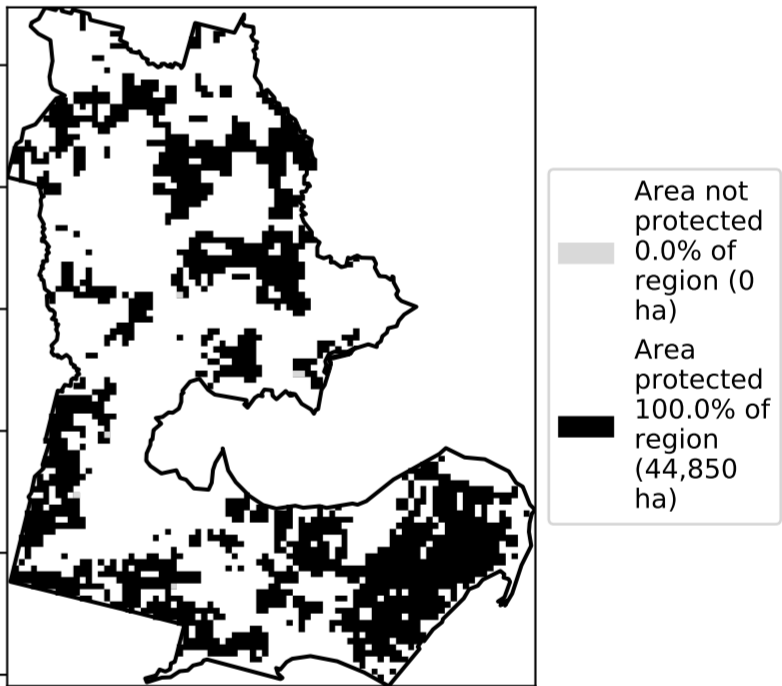 Area not
protected
0.0% of
region (0
ha)
Area
protected
100.0% of
region
(44,850
ha)